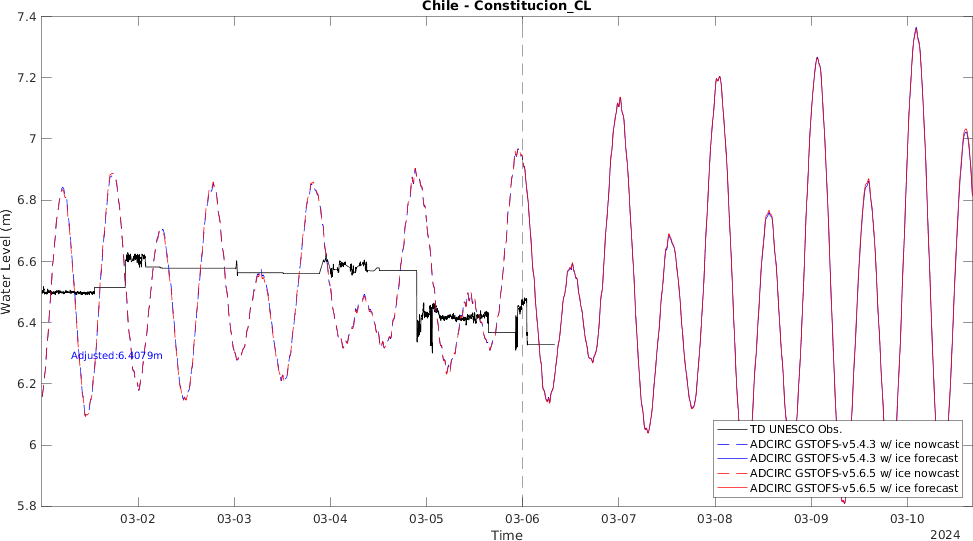 Chile - Constitucion_CL
7.4
7.2
7
6.8
6.6
6.4
6.2
6
5.8
Water Level (m)
Adjusted:6.4079m
TD UNESCO Obs.
ADCIRC GSTOFS-v5.4.3 w/ ice nowcast
ADCIRC GSTOFS-v5.4.3 w/ ice forecast
ADCIRC GSTOFS-v5.6.5 w/ ice nowcast
ADCIRC GSTOFS-v5.6.5 w/ ice forecast
03-02 03-03 03-04 03-05 03-06 03-07 03-08 03-09 03-10
Time
2024